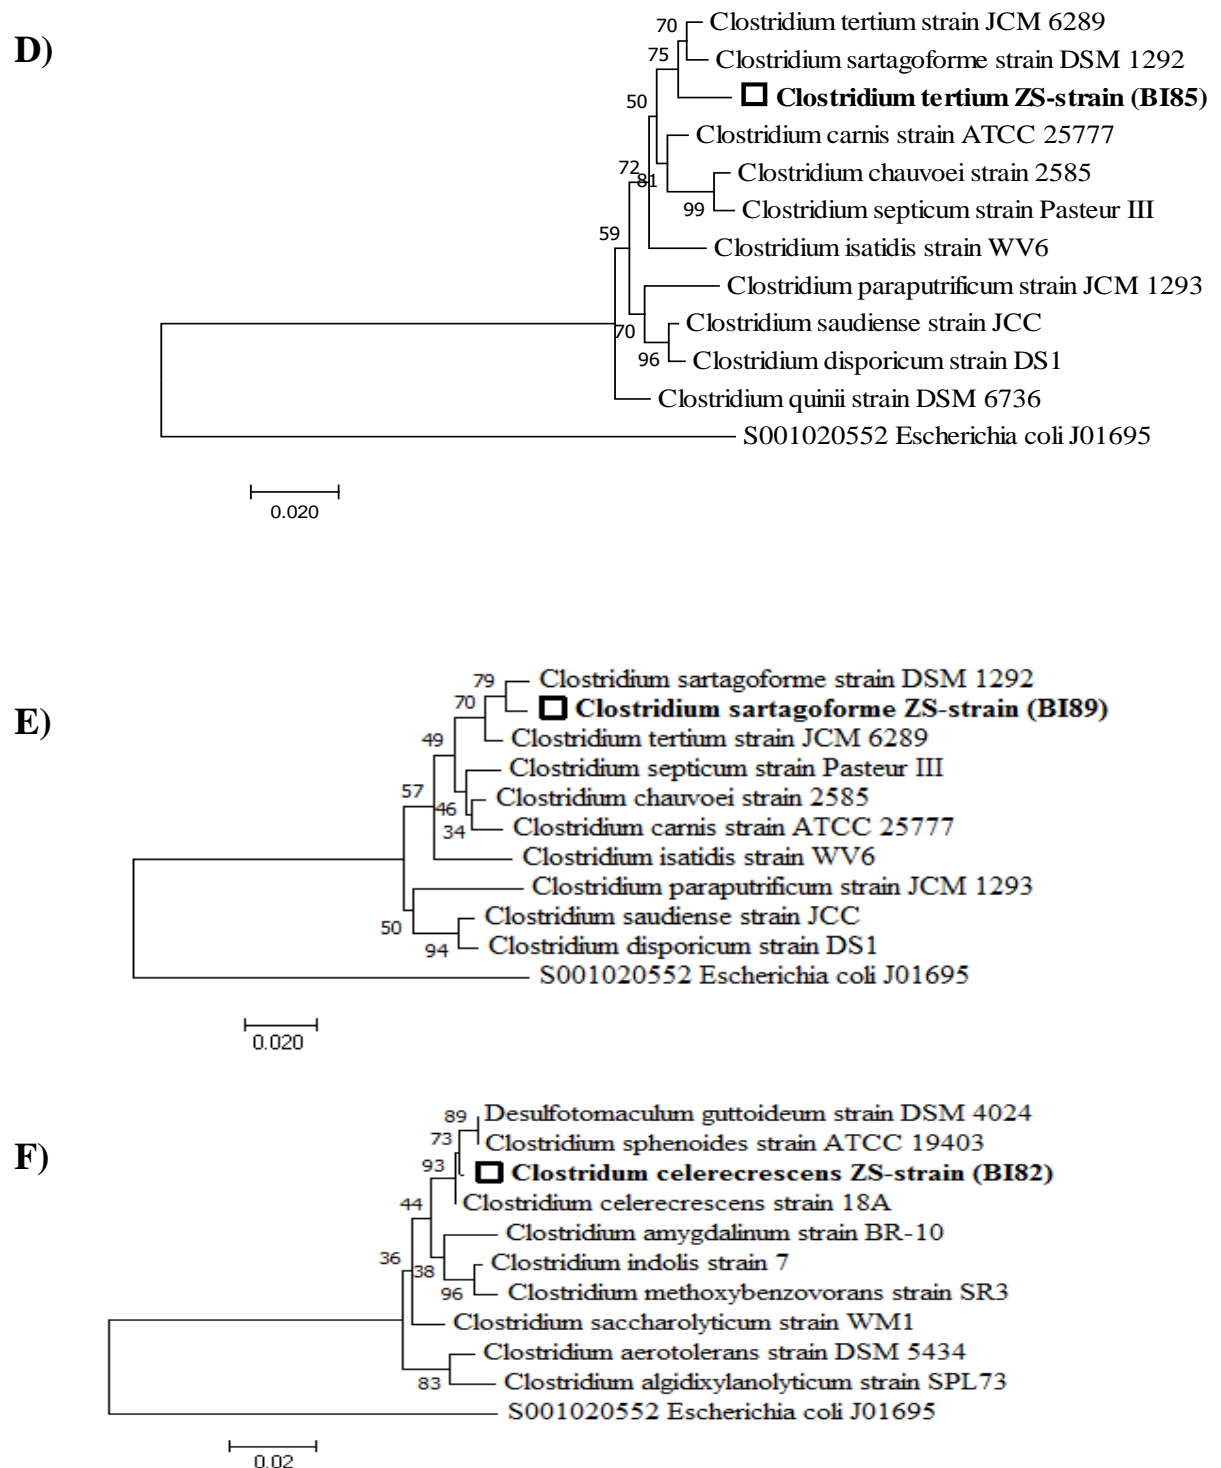 D)
70
Clostridium tertium strain JCM 6289
75
Clostridium sartagoforme strain DSM 1292
50
Clostridium tertium ZS-strain (BI85)
Clostridium carnis strain ATCC 25777
72
81
Clostridium chauvoei strain 2585
99
Clostridium septicum strain Pasteur III
59
Clostridium isatidis strain WV6
Clostridium paraputrificum strain JCM 1293
70
Clostridium saudiense strain JCC
96
Clostridium disporicum strain DS1
Clostridium quinii strain DSM 6736
S001020552 Escherichia coli J01695
0.020
E)
79
Clostridium sartagoforme strain DSM 1292
70
Clostridium sartagoforme ZS-strain (BI89)
49
Clostridium tertium strain JCM 6289
Clostridium septicum strain Pasteur III
57
46
Clostridium chauvoei strain 2585
34
Clostridium carnis strain ATCC 25777
Clostridium isatidis strain WV6
Clostridium paraputrificum strain JCM 1293
50
Clostridium saudiense strain JCC
94
Clostridium disporicum strain DS1
S001020552 Escherichia coli J01695
0.020
F)
89
Desulfotomaculum guttoideum strain DSM 4024
73
Clostridium sphenoides strain ATCC 19403
93
Clostridum celerecrescens ZS-strain (BI82)
44
Clostridium celerecrescens strain 18A
Clostridium amygdalinum strain BR-10
36
38
Clostridium indolis strain 7
96
Clostridium methoxybenzovorans strain SR3
Clostridium saccharolyticum strain WM1
Clostridium aerotolerans strain DSM 5434
83
Clostridium algidixylanolyticum strain SPL73
S001020552 Escherichia coli J01695
0.02